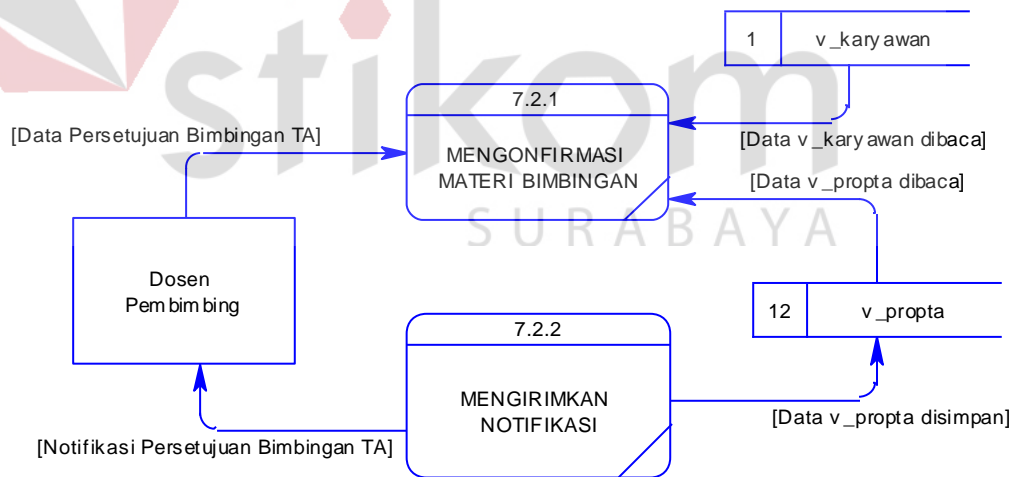 stikom
SURABAYA
1 v_karyawan
7.2.1
[Data Persetujuan Bimbingan TA]
[Data v_karyawan dibaca]
MENGONFIRMASI
MATERI BIMBINGAN
[Data v_propta dibaca]
Dosen
Pembimbing
12 v_propta
7.2.2
MENGIRIMKAN
NOTIFIKASI
[Data v_propta disimpan]
[Notifikasi Persetujuan Bimbingan TA]